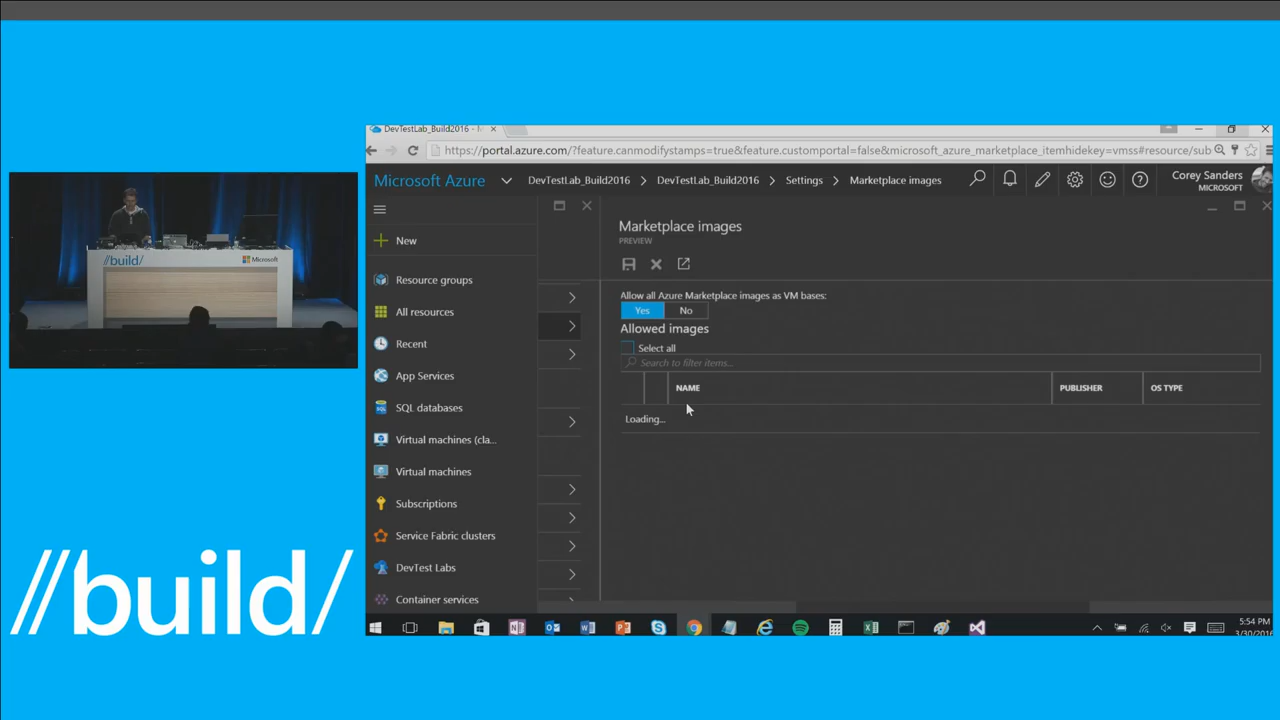 DevTestLab_Build2016 - M
https://portal.azure.com/?feature.canmodifystamps=true&feature.customportal=false&microsoft_azure_marketplace_itemhidekey=vmss#resource/sub
Microsoft Azure
DevTestLab_Build2016
DevTestLab_Build2016
Settings
Marketplace images
Corey Sanders
MICROSOFT
New
Resource groups
All resources
Recent
App Services
SQL databases
Virtual machines (cla...
Virtual machines
Subscriptions
Service Fabric clusters
DevTest Labs
Container services
Marketplace images
PREVIEW
Allow all Azure Marketplace images as VM bases:
Yes
No
Allowed images
Select all
Search to filter items...
NAME
PUBLISHER
OS TYPE
Loading...
5:54 PM
3/30/2016
//build/
Microsoft
//build/